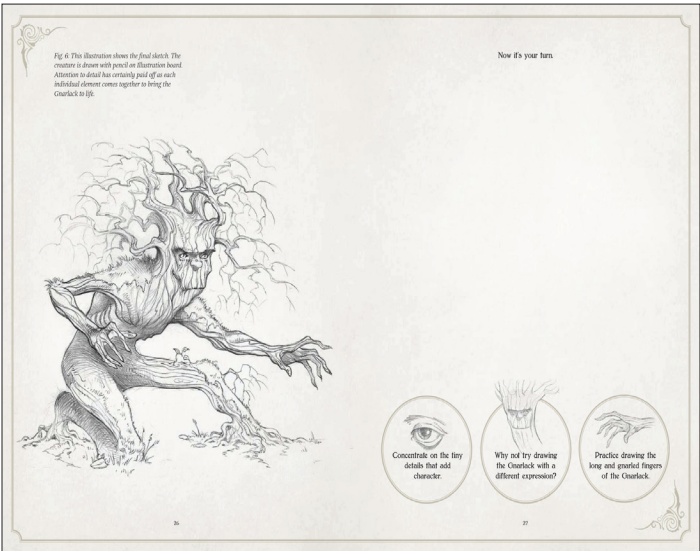 Fig. 6: This illustration shows the final sketch. The
creature is drawn with pencil on illustration board.
Attention to detail has certainly paid off as each
individual element comes together to bring the
Gnarlack to life.
36
Now it's your turn.
Concentrate on the tiny
details that add
character.
Why not try drawing
the Gnarlack with a
different expression?
Practice drawing the
long and gnarled fingers
of the Gnarlack.
37